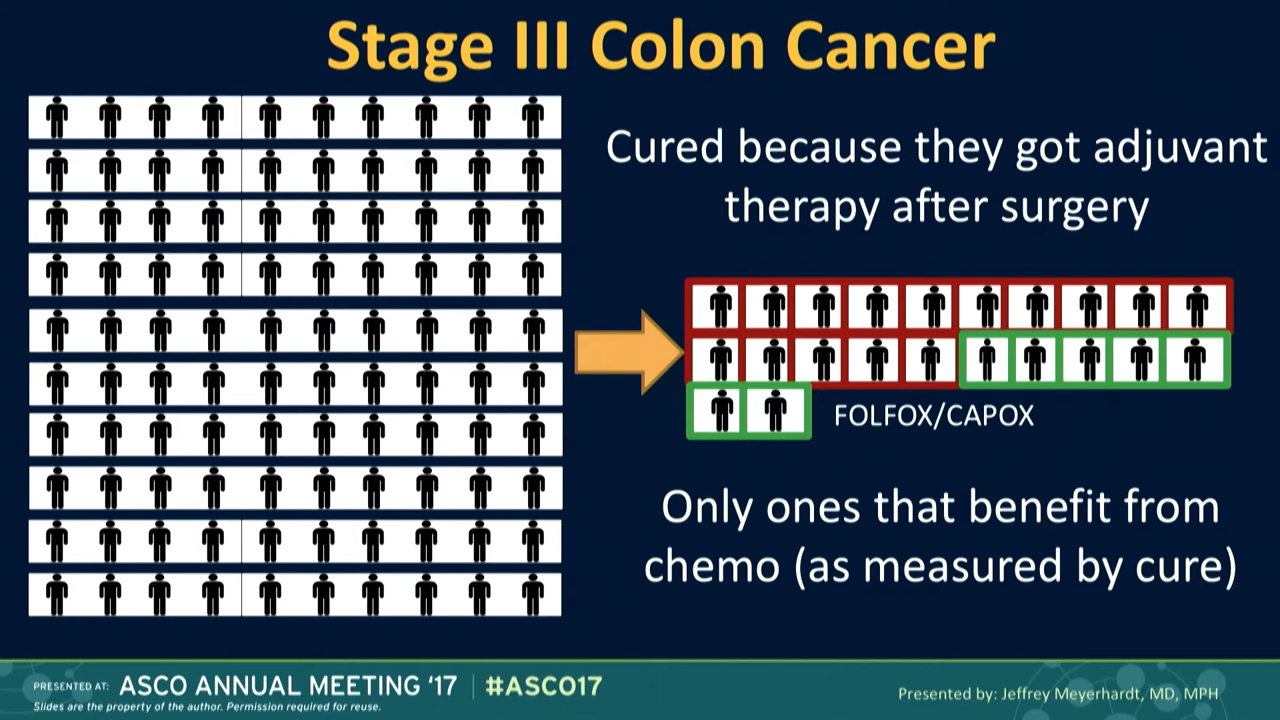 Stage III Colon Cancer
Cured because they got adjuvant
therapy after surgery
FOLFOX/CAPOX
Only ones that benefit from
chemo (as measured by cure)
PRESENTED AT: ASCO ANNUAL MEETING ‘17 #ASCO17
Slides are the property of the author. Permission required for reuse.
Presented by: Jeffrey Meyerhardt, MD, MPH